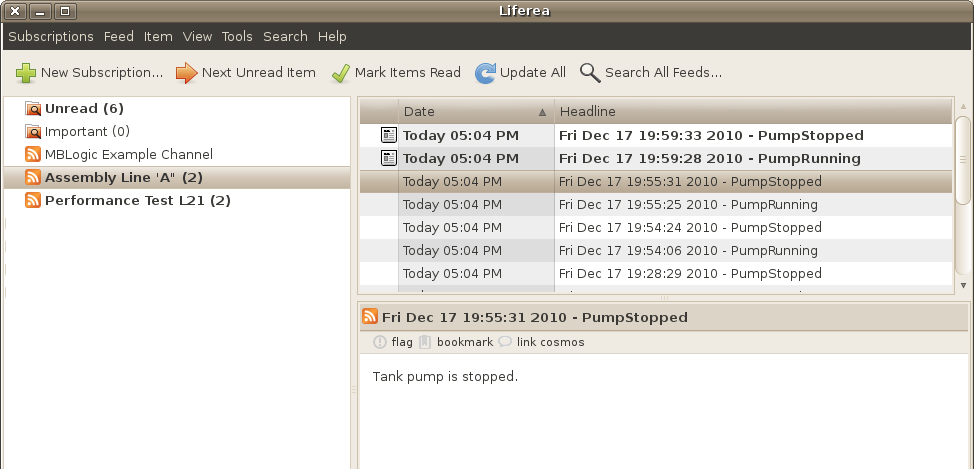 Liferea
Subscriptions Feed Item View Tools Search Help
New Subscription... Next Unread Item Mark Items Read Update All Search All Feeds...
Unread (6)
Important (0)
MBLogic Example Channel
Assembly Line 'A" (2)
Performance Test L21 (2)
Date Headline
Today 05:04 PM Fri Dec 17 19:59:33 2010 - PumpStopped
Today 05:04 PM Fri Dec 17 19:59:28 2010 - PumpRunning
Today 05:04 PM Fri Dec 17 19:55:31 2010 - PumpStopped
Today 05:04 PM Fri Dec 17 19:55:25 2010 - PumpRunning
Today 05:04 PM Fri Dec 17 19:54:24 2010 - PumpStopped
Today 05:04 PM Fri Dec 17 19:54:06 2010 - PumpRunning
Today 05:04 PM Fri Dec 17 19:28:29 2010 - PumpStopped
Fri Dec 17 19:55:31 2010 - PumpStopped
flag bookmark link cosmos
Tank pump is stopped.